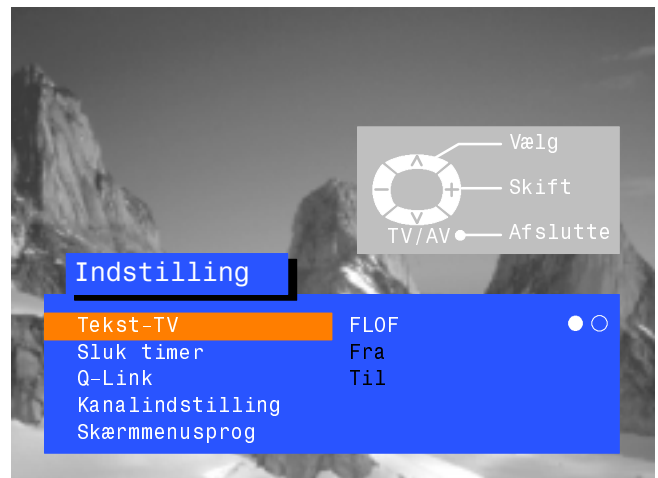 Vælg
Skift
TV/AV Afslutte
Indstilling
Tekst-TV FLOF
Sluk timer Fra
Q-Link Til
Kanalindstilling
Skærmmenusprog